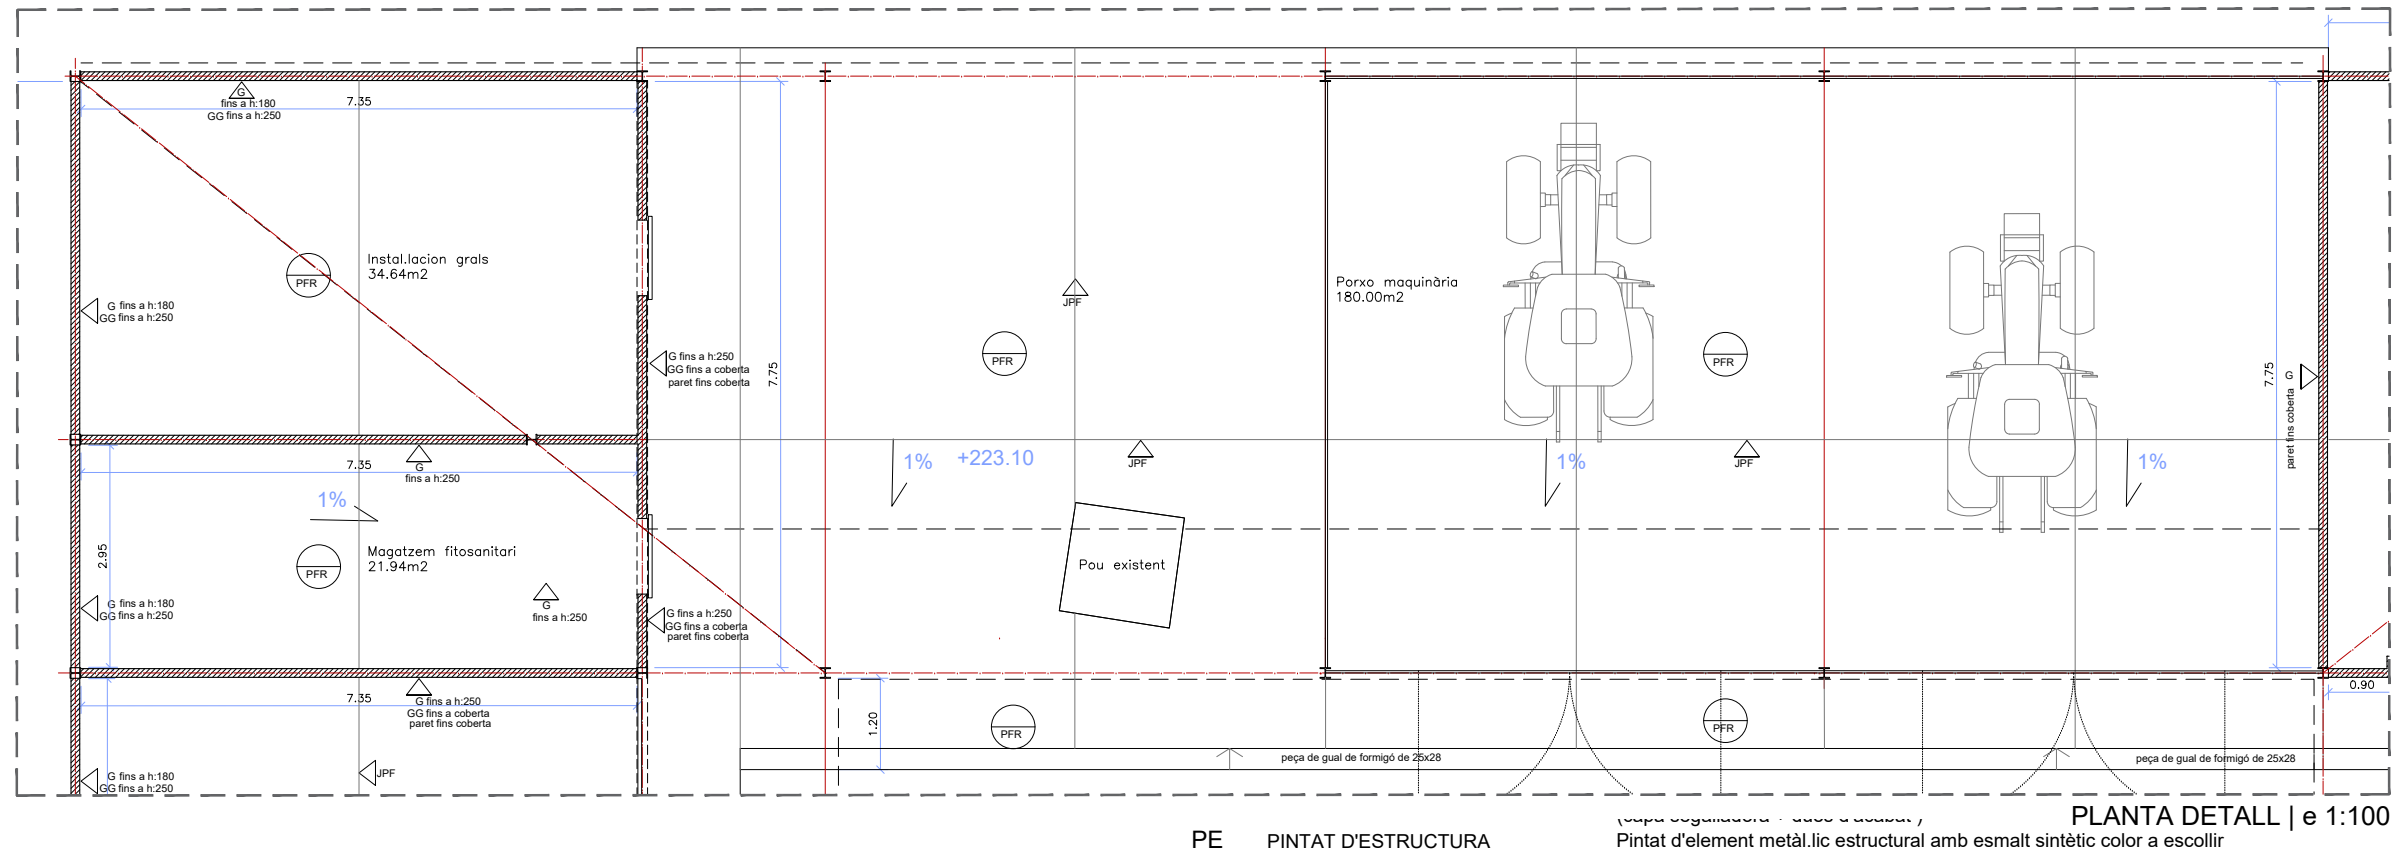 G
fins a h:180
GG fins a h:250
7.35
Instal.lacion grals
34.64m2
PFR
G fins a h:180
GG fins a h:250
G fins a h:250
GG fins a coberta
paret fins coberta
7.75
JPF
PFR
Porxo maquinària
180.00m2
PFR
7.75
G
paret fins coberta
7.35
G
fins a h:250
1%
+223.10
JPF
1%
JPF
1%
1%
2.95
Magatzem fitosanitari
21.94m2
PFR
Pou existent
G fins a h:180
GG fins a h:250
G
fins a h:250
G fins a h:250
GG fins a coberta
paret fins coberta
7.35
G fins a h:250
GG fins a coberta
paret fins coberta
1.20
PFR
PFR
0.90
JPF
G fins a h:180
GG fins a h:250
peça de gual de formigó de 25x28
peça de gual de formigó de 25x28
PLANTA DETALL | e 1:100
PE PINTAT D'ESTRUCTURA
Pintat d'element metàl.lic estructural amb esmalt sintètic color a escollir